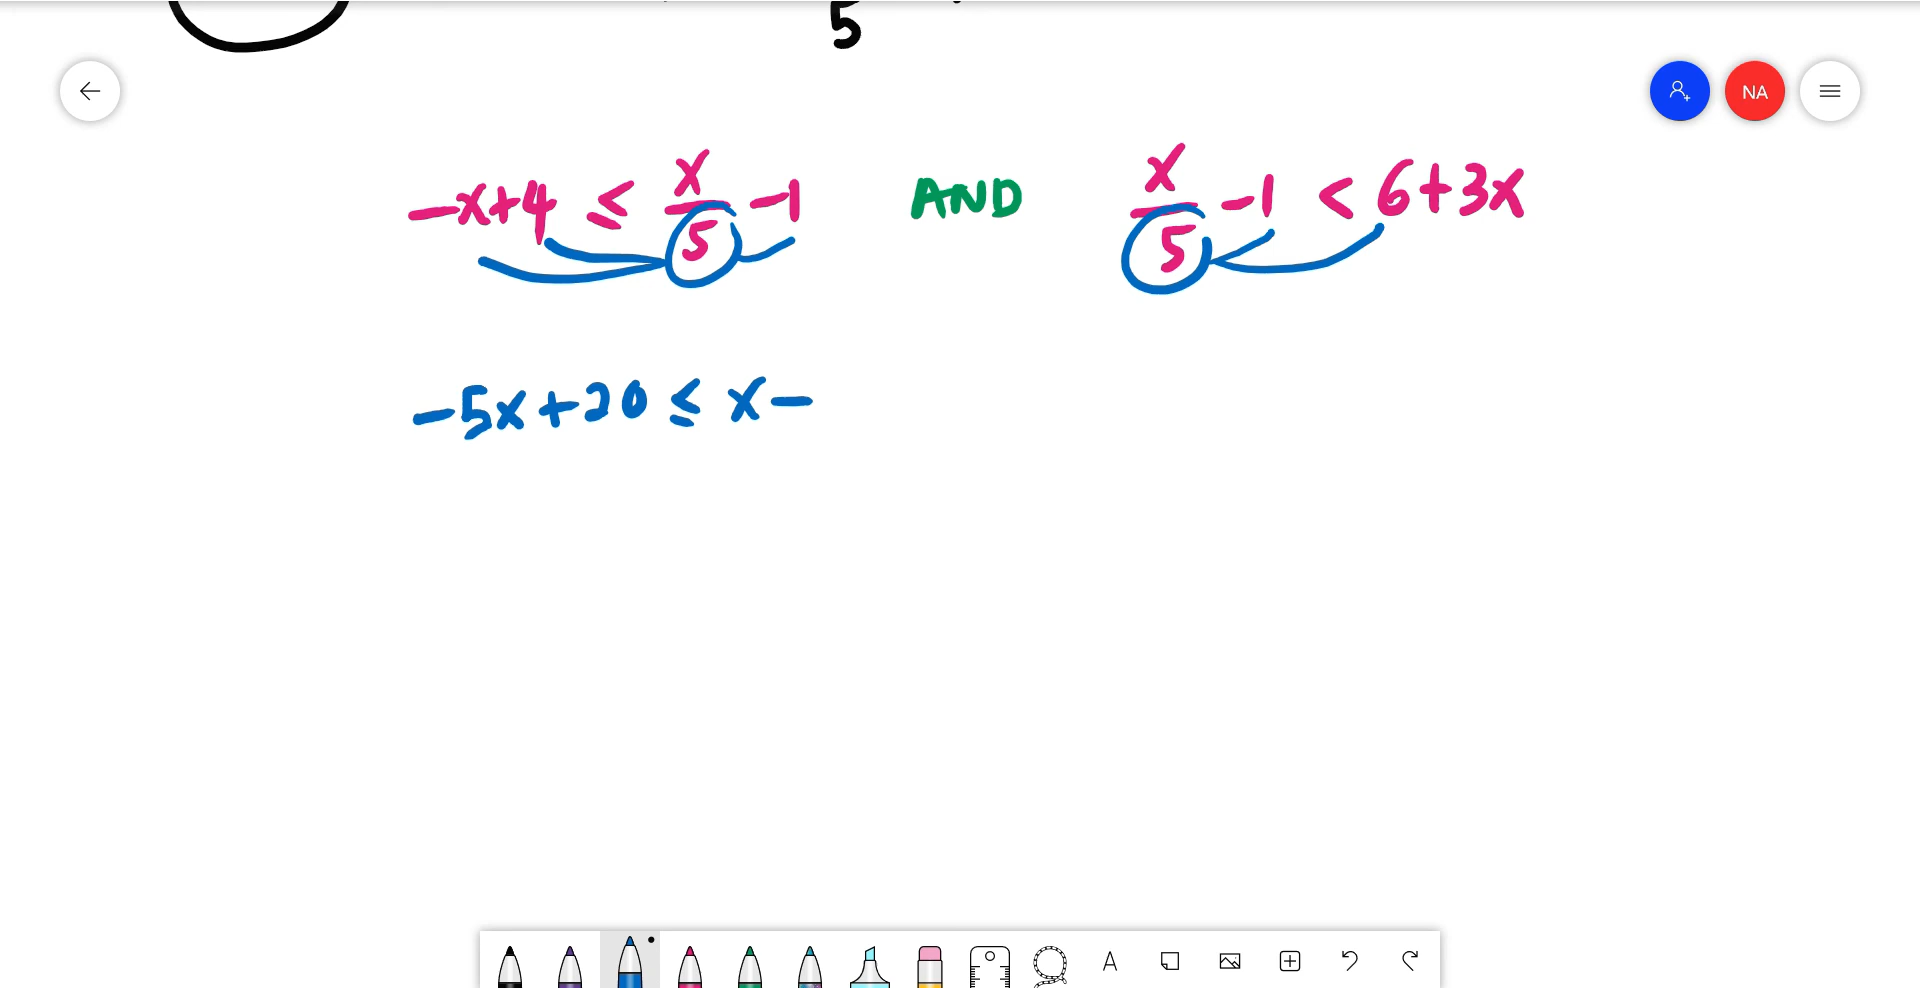 5
NA
-x+4 ≤ x/5 -1 AND x/5 -1 < 6+3x
-5x+20 ≤ x-
A